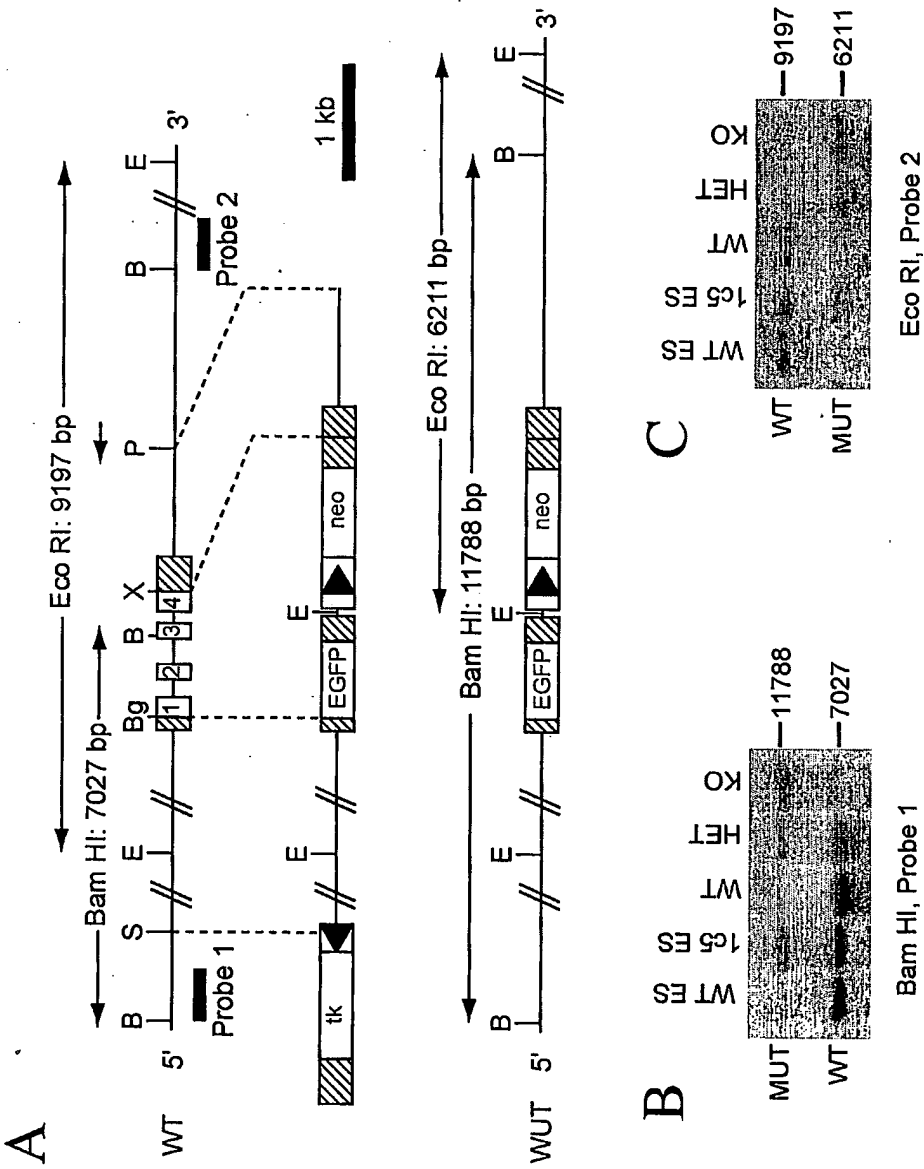 A
Eco RI: 9197 bp
Bam HI: 7027 bp
B S E Bg B X P B E
WT 5' 1 2 3 4 3'
Probe 1
Probe 2
E E
tk EGFP neo
1 kb
Eco RI: 6211 bp
Bam HI: 11788 bp
B E E B E
WUT 5' EGFP neo 3'
B
WT ES 1c5 ES WT HET KO
MUT 11788
WT 7027
Bam HI, Probe 1
C
WT ES 1c5 ES WT HET KO
WT 9197
MUT 6211
Eco RI, Probe 2